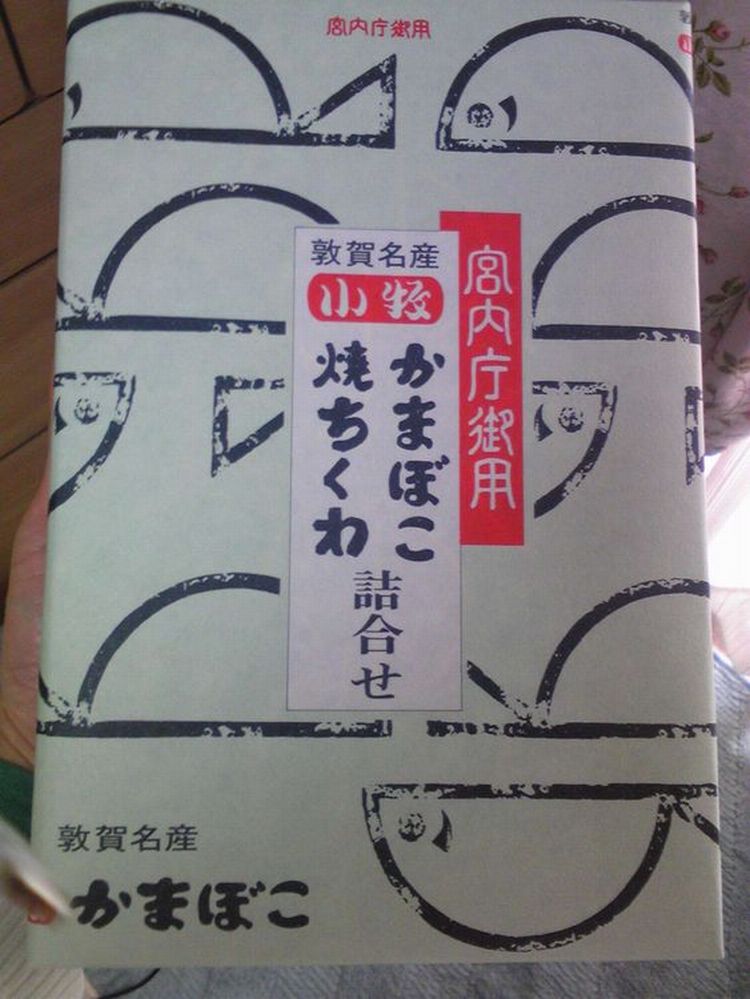 宮内庁御用
宮内庁御用
敦賀名産
小牧
かまぼこ
焼ちくわ
詰合せ
敦賀名産
かまぼこ